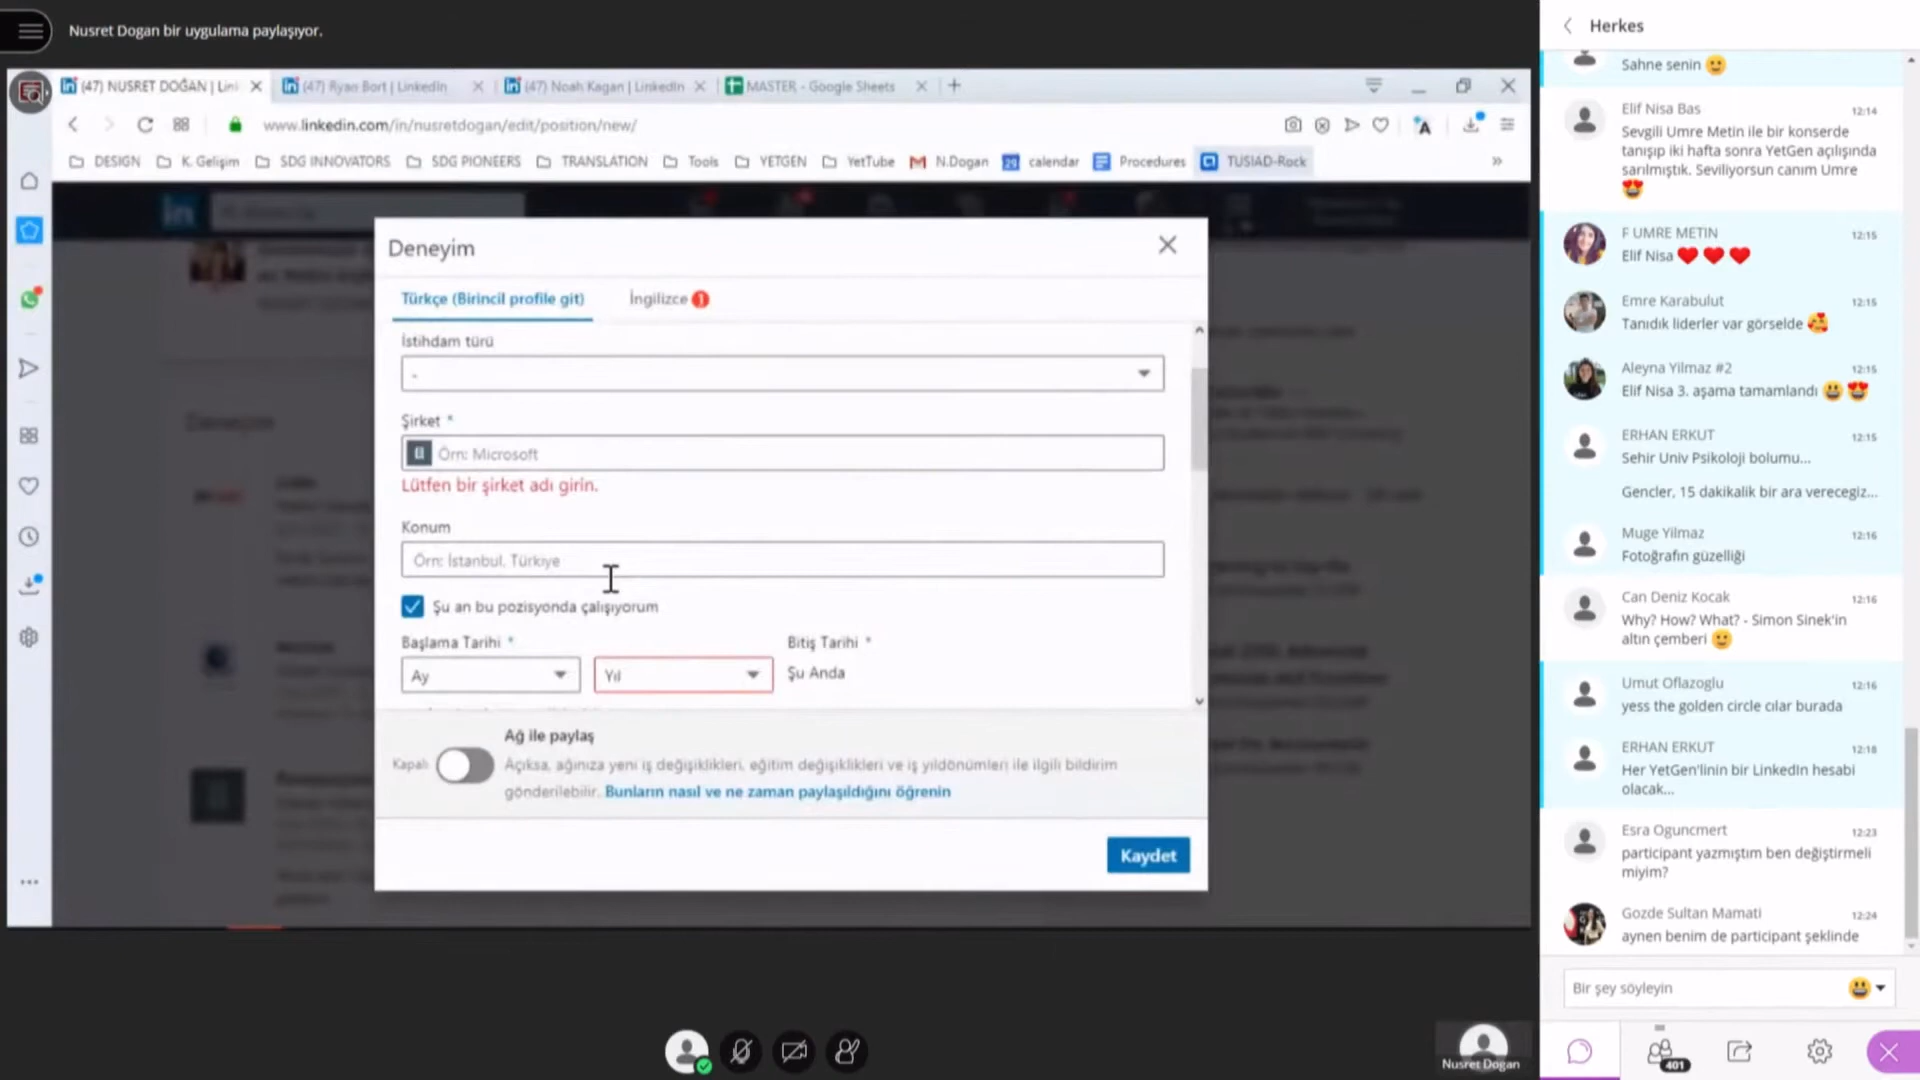 Nusret Dogan bir uygulama paylaşıyor.
(47) NUSRET DOĞAN | Lin
(47) Ryan Bort | LinkedIn
(47) Noah Kagan | LinkedIn
MASTER - Google Sheets
www.linkedin.com/in/nusretdogan/edit/position/new/
DESIGN
K. Gelişim
SDG INNOVATORS
SDG PIONEERS
TRANSLATION
Tools
YETGEN
YetTube
N.Dogan
calendar
Procedures
TUSIAD-Rock
Deneyim
Türkçe (Birincil profile git)
İngilizce
İstihdam türü
-
Şirket *
Örn: Microsoft
Lütfen bir şirket adı girin.
Konum
Örn: İstanbul, Türkiye
Şu an bu pozisyonda çalışıyorum
Başlama Tarihi *
Bitiş Tarihi *
Ay
Yıl
Şu Anda
Ağ ile paylaş
Kapalı
Açıksa, ağınıza yeni iş değişiklikleri, eğitim değişiklikleri ve iş yıldönümleri ile ilgili bildirim
gönderilebilir. Bunların nasıl ve ne zaman paylaşıldığını öğrenin
Kaydet
Nusret Dogan
Herkes
Sahne senin 🙂
Elif Nisa Bas 12:14
Sevgili Umre Metin ile bir konserde
tanışıp iki hafta sonra YetGen açılışında
sarılmıştık. Seviliyorsun canım Umre
😍
F UMRE METIN 12:15
Elif Nisa ❤️ ❤️ ❤️
Emre Karabulut 12:15
Tanıdık liderler var görselde 🥰
Aleyna Yilmaz #2 12:15
Elif Nisa 3. aşama tamamlandı 😃 😍
ERHAN ERKUT 12:15
Sehir Univ Psikoloji bolumu...
Gencler, 15 dakikalik bir ara verecegiz...
Muge Yilmaz 12:16
Fotoğrafın güzelliği
Can Deniz Kocak 12:16
Why? How? What? - Simon Sinek'in
altın çemberi 🙂
Umut Oflazoglu 12:16
yess the golden circle cılar burada
ERHAN ERKUT 12:18
Her YetGen'linin bir LinkedIn hesabi
olacak...
Esra Oguncmert 12:23
participant yazmıştım ben değiştirmeli
miyim?
Gozde Sultan Mamati 12:24
aynen benim de participant şeklinde
Bir şey söyleyin
401